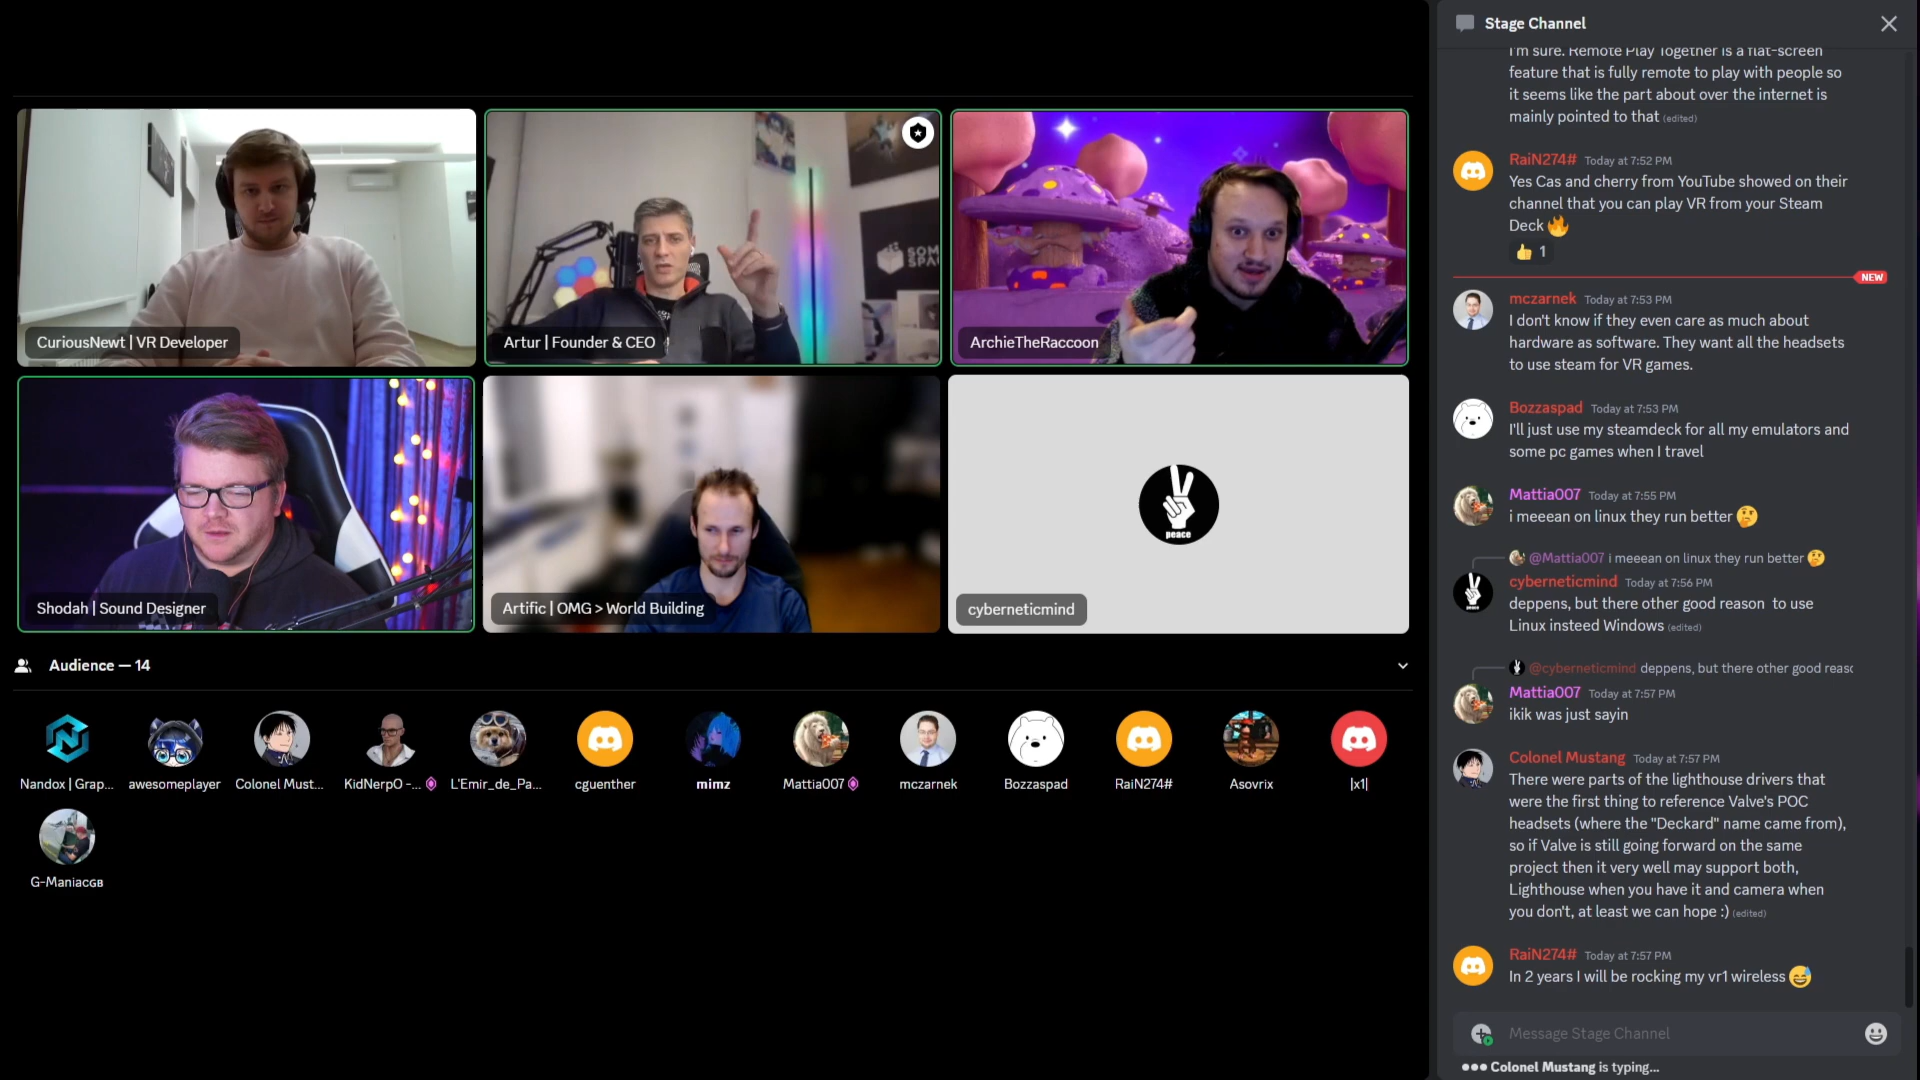 CuriousNewt | VR Developer
Artur | Founder & CEO
SOM
SPA
ArchieTheRaccoon
Shodah | Sound Designer
Artific | OMG > World Building
peace
cyberneticmind
Audience — 14
Nandox | Grap...
awesomeplayer
Colonel Must...
KidNerpO -...
L'Emir_de_Pa...
cguenther
mimz
Mattia007
mczarnek
Bozzaspad
RaiN274#
Asovrix
|x1|
G-ManiacGB
Stage Channel
I'm sure. Remote Play Together is a flat-screen
feature that is fully remote to play with people so
it seems like the part about over the internet is
mainly pointed to that (edited)
RaiN274# Today at 7:52 PM
Yes Cas and cherry from YouTube showed on their
channel that you can play VR from your Steam
Deck 🔥
👍 1
NEW
mczarnek Today at 7:53 PM
I don't know if they even care as much about
hardware as software. They want all the headsets
to use steam for VR games.
Bozzaspad Today at 7:53 PM
I'll just use my steamdeck for all my emulators and
some pc games when I travel
Mattia007 Today at 7:55 PM
i meeean on linux they run better 🤔
@Mattia007 i meeean on linux they run better 🤔
cyberneticmind Today at 7:56 PM
deppens, but there other good reason to use
Linux insteed Windows (edited)
@cyberneticmind deppens, but there other good reasc
Mattia007 Today at 7:57 PM
ikik was just sayin
Colonel Mustang Today at 7:57 PM
There were parts of the lighthouse drivers that
were the first thing to reference Valve's POC
headsets (where the "Deckard" name came from),
so if Valve is still going forward on the same
project then it very well may support both,
Lighthouse when you have it and camera when
you don't, at least we can hope :) (edited)
RaiN274# Today at 7:57 PM
In 2 years I will be rocking my vr1 wireless 😅
Message Stage Channel
Colonel Mustang is typing...